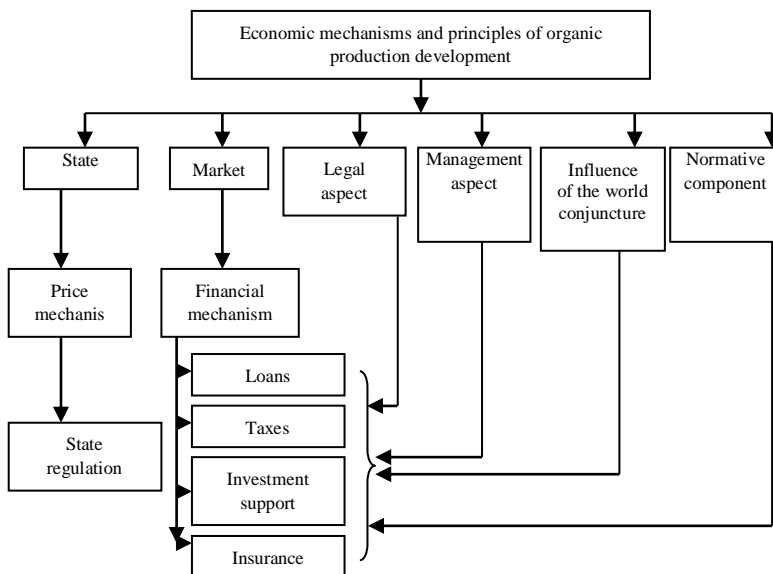 Economic mechanisms and principles of organic
production development
State
Market
Legal
aspect
Management
aspect
Influence
of the world
conjuncture
Normative
component
Price
mechanis
Financial
mechanism
Loans
Taxes
State
regulation
Investment
support
Insurance